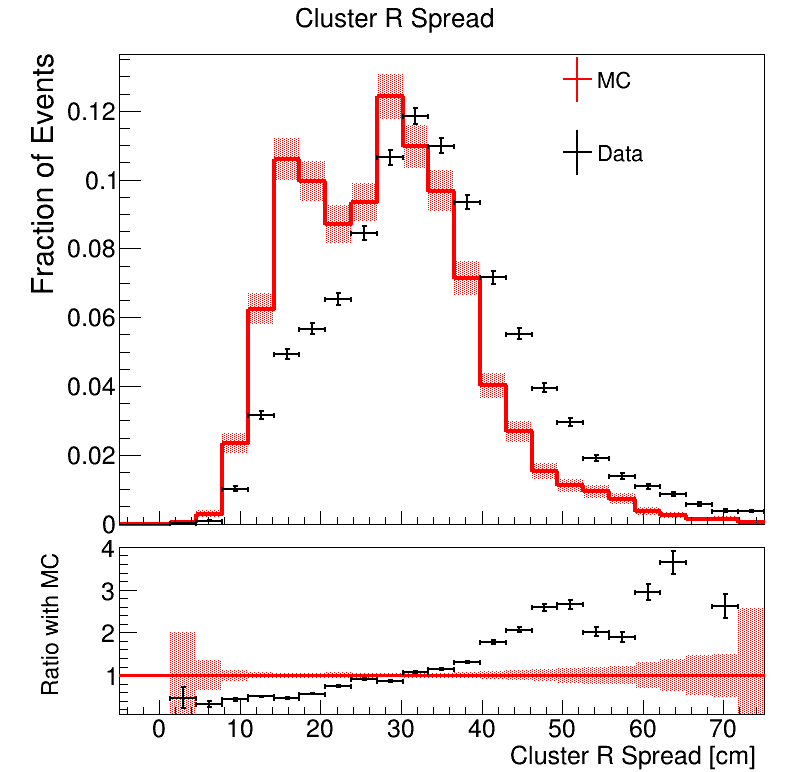 Cluster R Spread
Fraction of Events
0.12
0.1
0.08
0.06
0.04
0.02
0
MC
Data
Ratio with MC
4
3
2
1
0 10 20 30 40 50 60 70
Cluster R Spread [cm]